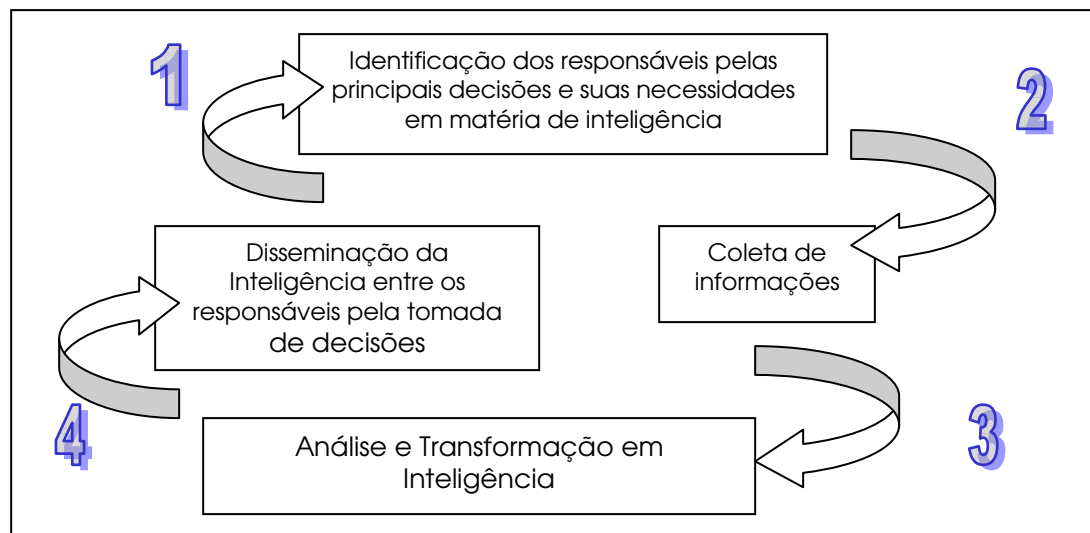 1
Identificação dos responsáveis pelas
principais decisões e suas necessidades
em matéria de inteligência
2
Coleta de
informações
3
Análise e Transformação em
Inteligência
4
Disseminação da
Inteligência entre os
responsáveis pela tomada
de decisões